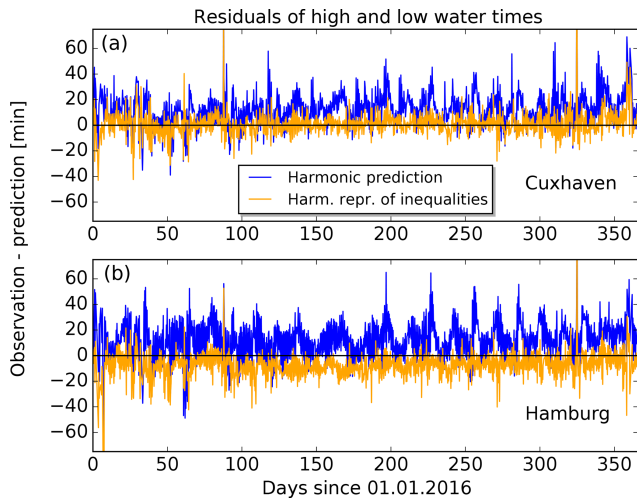 Residuals of high and low water times
(a)
60
40
20
0
−20
−40
−60
Harmonic prediction
Harm. repr. of inequalities
Cuxhaven
0 50 100 150 200 250 300 350
Observation - prediction [min]
(b)
60
40
20
0
−20
−40
−60
Hamburg
0 50 100 150 200 250 300 350
Days since 01.01.2016